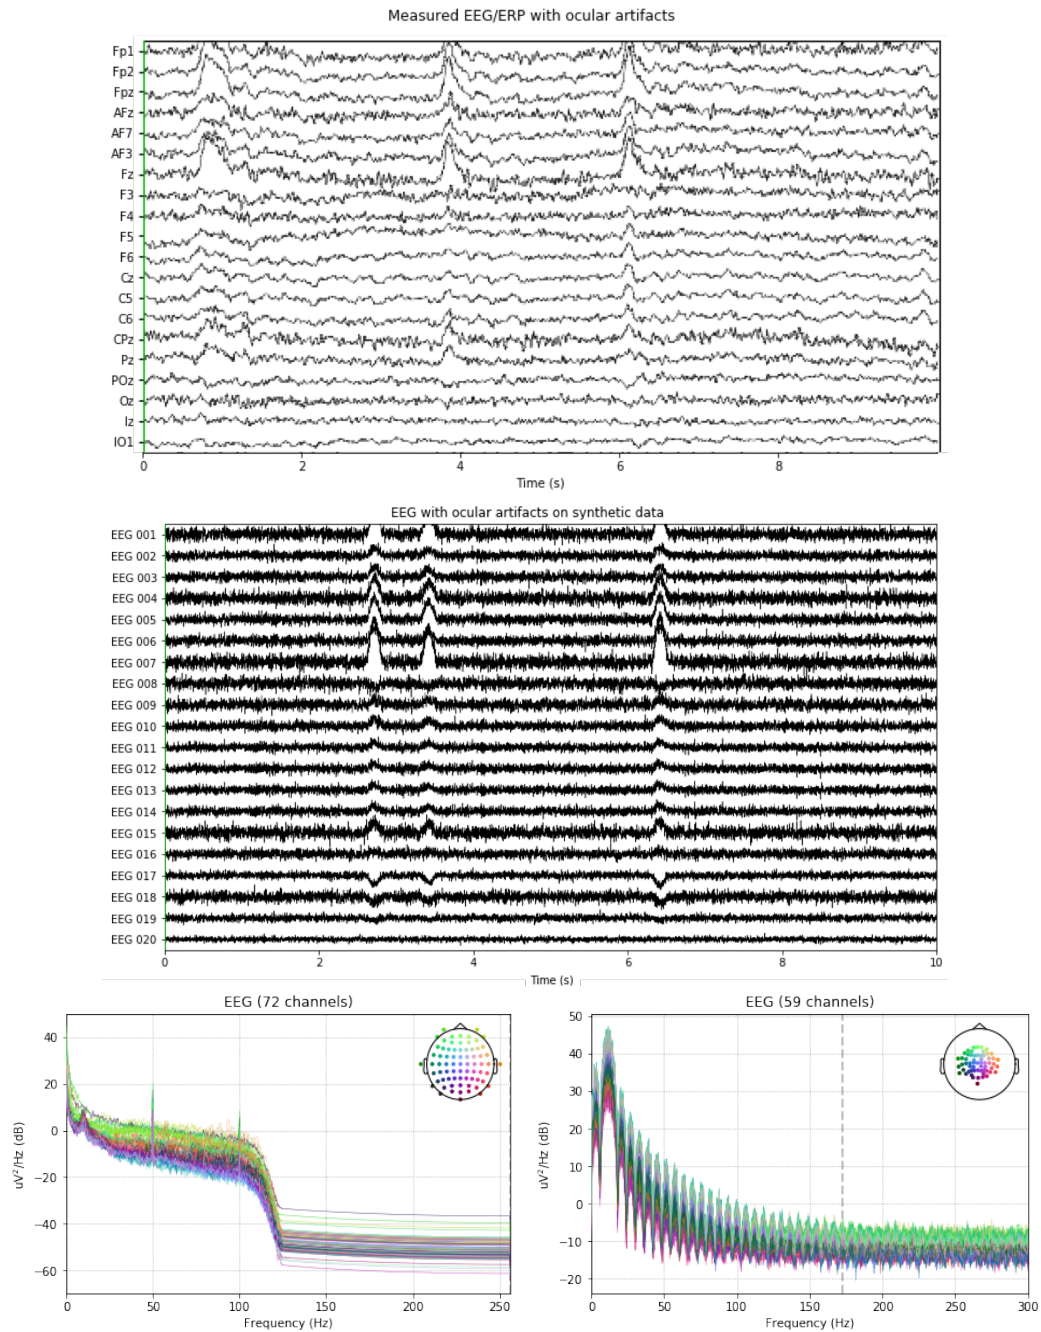 Measured EEG/ERP with ocular artifacts
Fp1
Fp2
Fpz
AFz
AF7
AF3
Fz
F3
F4
F5
F6
Cz
C5
C6
CPz
Pz
POz
Oz
Iz
IO1
0 2 4 6 8
Time (s)
EEG with ocular artifacts on synthetic data
EEG 001
EEG 002
EEG 003
EEG 004
EEG 005
EEG 006
EEG 007
EEG 008
EEG 009
EEG 010
EEG 011
EEG 012
EEG 013
EEG 014
EEG 015
EEG 016
EEG 017
EEG 018
EEG 019
EEG 020
0 2 4 6 8 10
Time (s)
EEG (72 channels)
40
20
0
−20
−40
−60
uV²/Hz (dB)
0 50 100 150 200 250
Frequency (Hz)
EEG (59 channels)
50
40
30
20
10
0
−10
−20
uV²/Hz (dB)
0 50 100 150 200 250 300
Frequency (Hz)